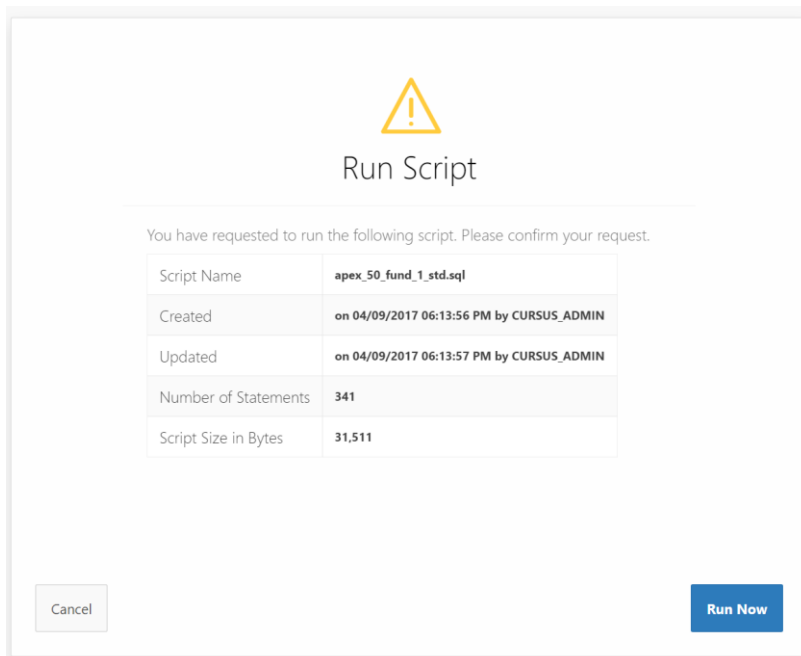 Run Script
You have requested to run the following script. Please confirm your request.
Script Name apex_50_fund_1_std.sql
Created on 04/09/2017 06:13:56 PM by CURSUS_ADMIN
Updated on 04/09/2017 06:13:57 PM by CURSUS_ADMIN
Number of Statements 341
Script Size in Bytes 31,511
Cancel Run Now